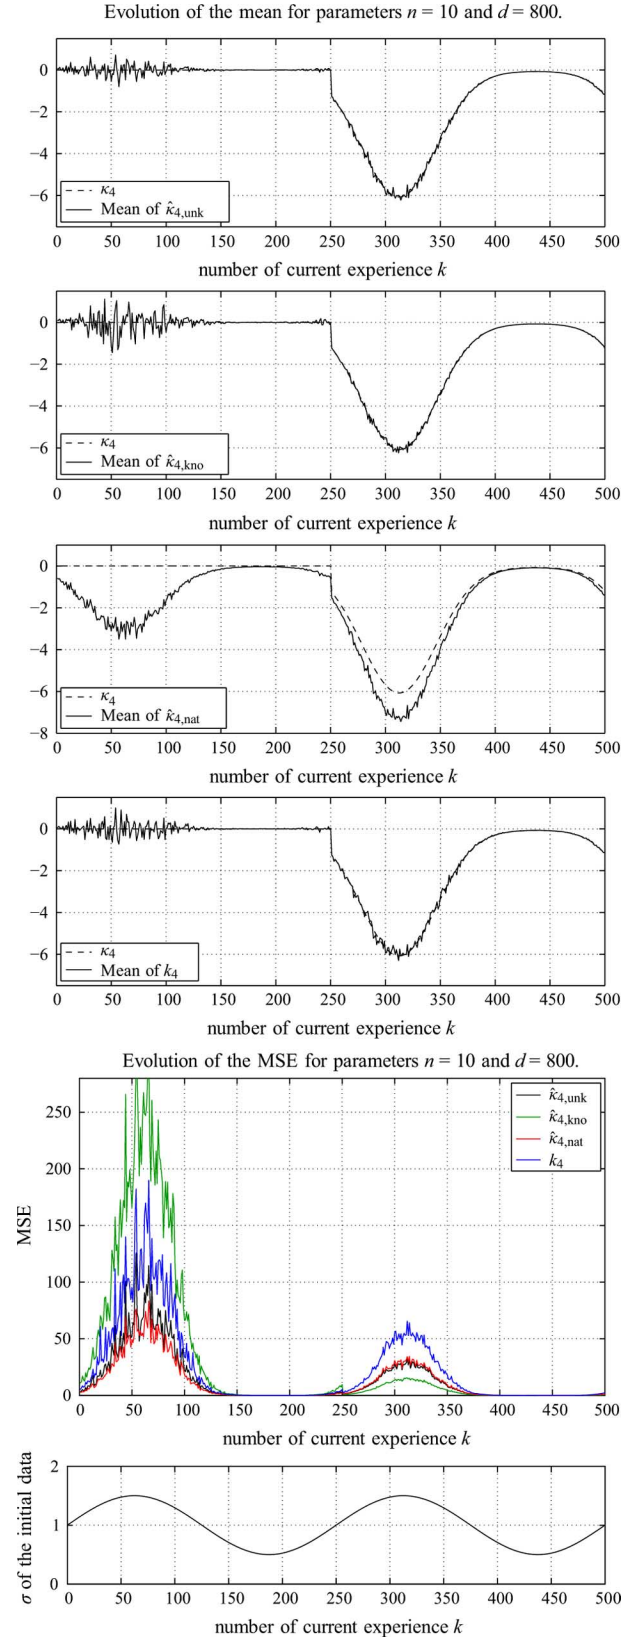 Evolution of the mean for parameters n = 10 and d = 800.
0
−2
−4
−6
κ4
Mean of κ̂4,unk
0 50 100 150 200 250 300 350 400 450 500
number of current experience k
0
−2
−4
−6
κ4
Mean of κ̂4,kno
0 50 100 150 200 250 300 350 400 450 500
number of current experience k
0
−2
−4
−6
−8
κ4
Mean of κ̂4,nat
0 50 100 150 200 250 300 350 400 450 500
number of current experience k
0
−2
−4
−6
κ4
Mean of k4
0 50 100 150 200 250 300 350 400 450 500
number of current experience k
Evolution of the MSE for parameters n = 10 and d = 800.
MSE
250
200
150
100
50
0
κ̂4,unk
κ̂4,kno
κ̂4,nat
k4
0 50 100 150 200 250 300 350 400 450 500
number of current experience k
σ of the initial data
2
1
0
0 50 100 150 200 250 300 350 400 450 500
number of current experience k